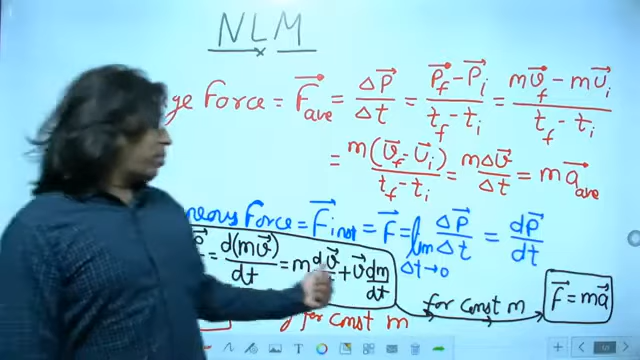 NLM
ge Force = F⃗ave = ΔP⃗/Δt = (P⃗f − P⃗i)/(tf − ti) = (mv⃗f − mv⃗i)/(tf − ti)
= m(v⃗f − v⃗i)/(tf − ti) = mΔv⃗/Δt = ma⃗ave
neous Force = F⃗inst = F⃗ = lim Δt→0 ΔP⃗/Δt = dP⃗/dt
= d(mv⃗)/dt = m dv⃗ + v⃗ dm/dt
for const m F⃗ = ma⃗
for const m